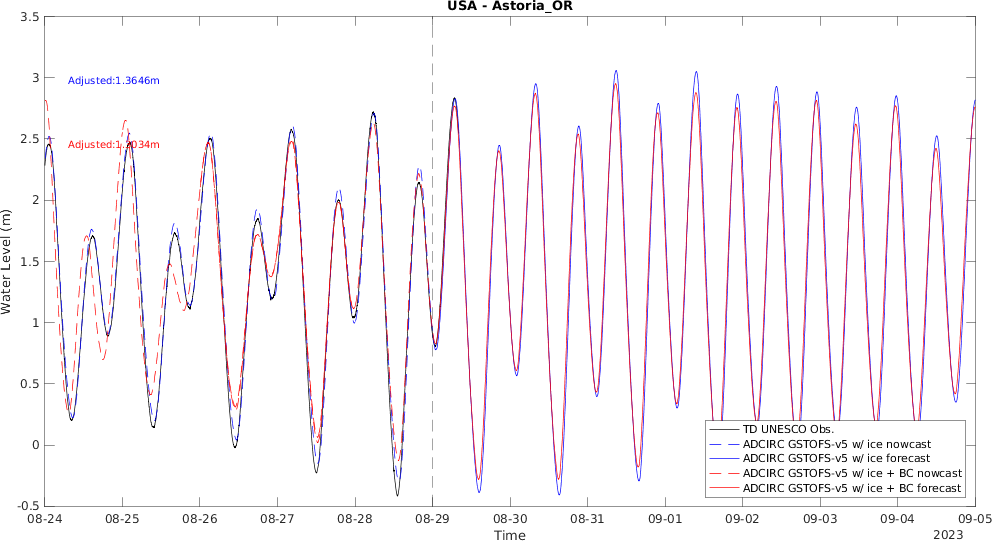 USA - Astoria_OR
3.5
3
2.5
2
1.5
1
0.5
0
-0.5
Water Level (m)
Adjusted:1.3646m
034m
TD UNESCO Obs.
ADCIRC GSTOFS-v5 w/ ice nowcast
ADCIRC GSTOFS-v5 w/ ice forecast
ADCIRC GSTOFS-v5 w/ ice + BC nowcast
ADCIRC GSTOFS-v5 w/ ice + BC forecast
08-24 08-25 08-26 08-27 08-28 08-29 08-30 08-31 09-01 09-02 09-03 09-04 09-05
Time
2023